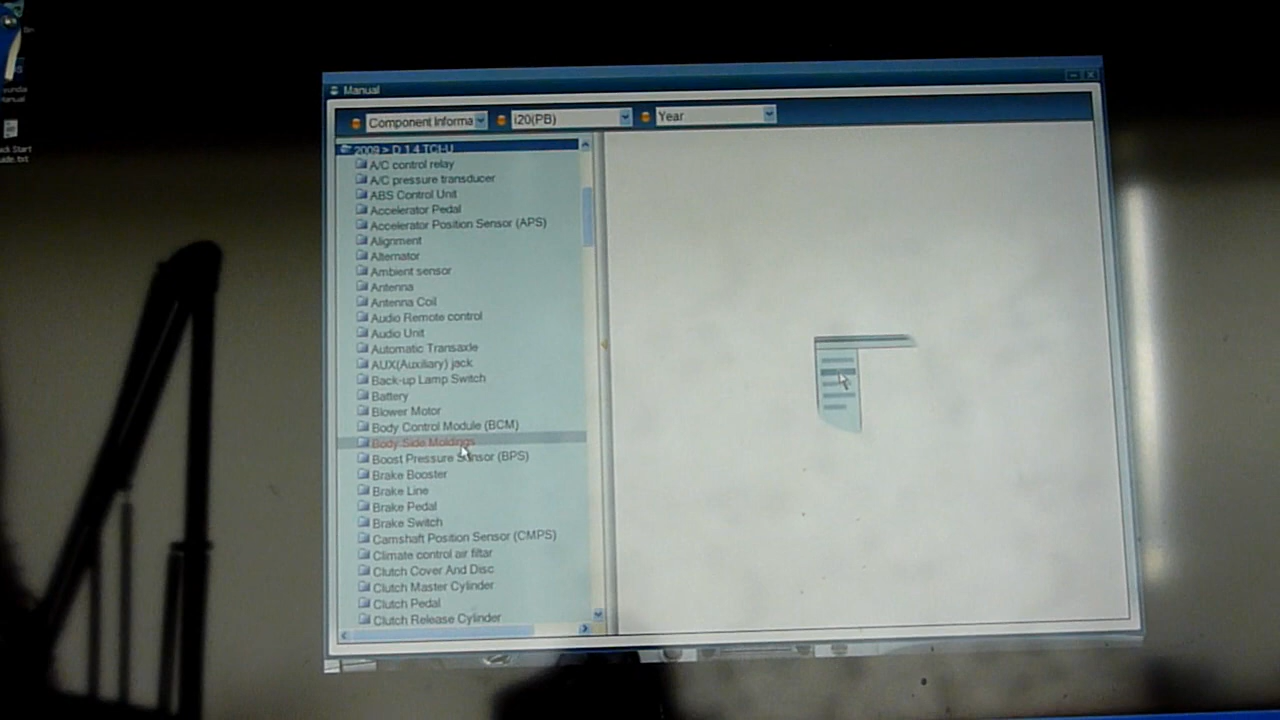 Manual
Component Informa
i20(PB)
Year
2009 > D 1.4 TCI-U
A/C control relay
A/C pressure transducer
ABS Control Unit
Accelerator Pedal
Accelerator Position Sensor (APS)
Alignment
Alternator
Ambient sensor
Antenna
Antenna Coil
Audio Remote control
Audio Unit
Automatic Transaxle
AUX(Auxiliary) jack
Back-up Lamp Switch
Battery
Blower Motor
Body Control Module (BCM)
Body Side Moldings
Boost Pressure Sensor (BPS)
Brake Booster
Brake Line
Brake Pedal
Brake Switch
Camshaft Position Sensor (CMPS)
Climate control air filtar
Clutch Cover And Disc
Clutch Master Cylinder
Clutch Pedal
Clutch Release Cylinder
Manual
Start